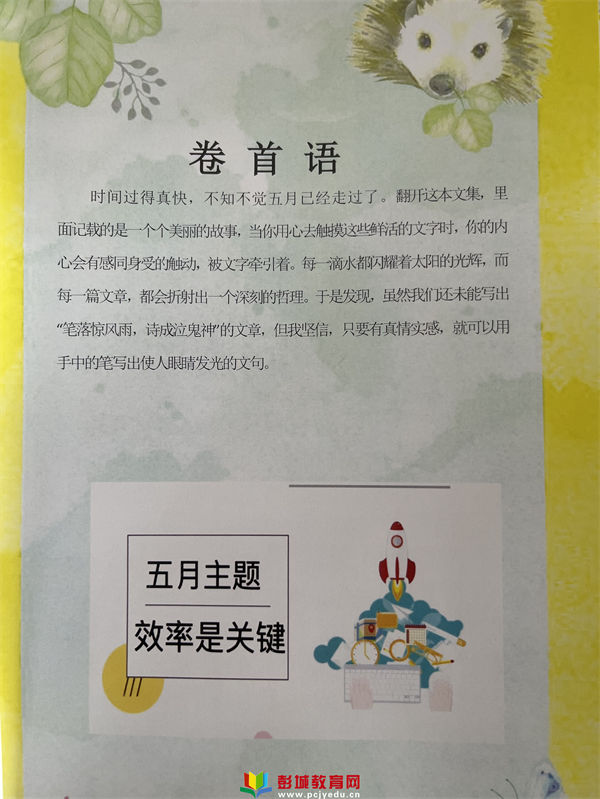 卷首语
时间过得真快，不知不觉五月已经走过了。翻开这本文集，里
面记载的是一个个美丽的故事，当你用心去触摸这些鲜活的文字时，你的内
心会有感同身受的触动，被文字牵引着。每一滴水都闪耀着太阳的光辉，而
每一篇文章，都会折射出一个深刻的哲理。于是发现，虽然我们还未能写出
“笔落惊风雨，诗成泣鬼神”的文章，但我坚信，只要有真情实感，就可以用
手中的笔写出使人眼睛发光的文句。
五月主题
效率是关键
彭城教育网
www.pcjyedu.cn